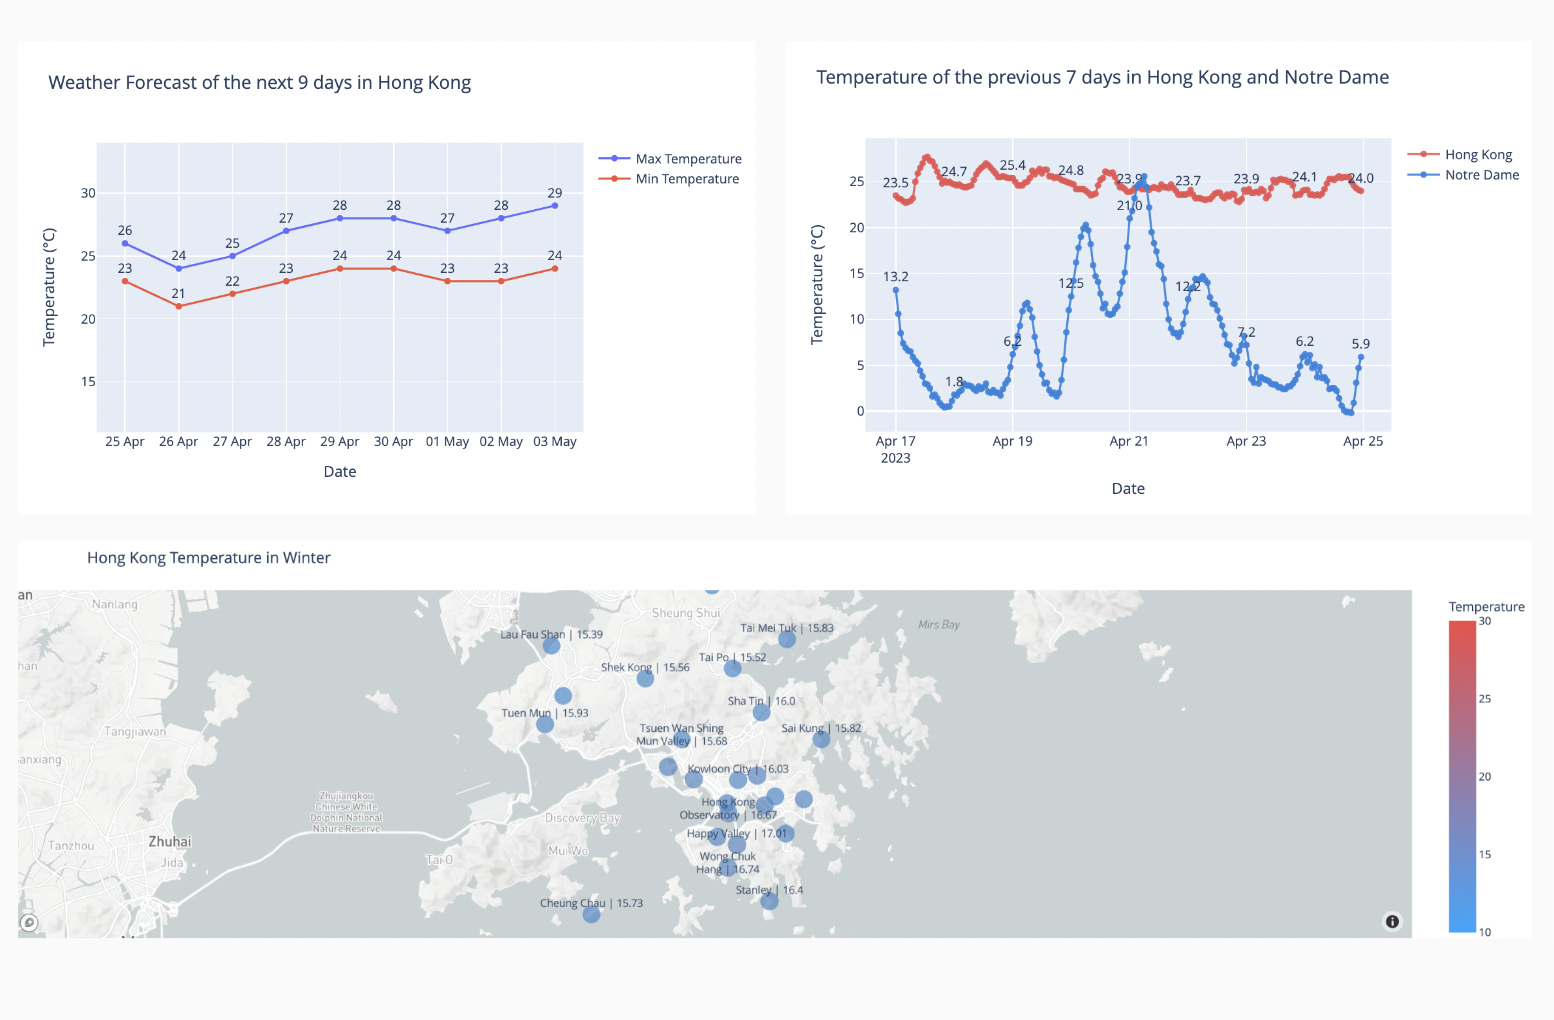 Weather Forecast of the next 9 days in Hong Kong
Max Temperature
Min Temperature
Temperature (°C)
30
25
20
15
26
24
25
27
28
28
27
28
29
23
21
22
23
24
24
23
23
24
25 Apr 26 Apr 27 Apr 28 Apr 29 Apr 30 Apr 01 May 02 May 03 May
Date
Temperature of the previous 7 days in Hong Kong and Notre Dame
Hong Kong
Notre Dame
Temperature (°C)
25
20
15
10
5
0
23.5
24.7
25.4
24.8
23.9
23.7
23.9
24.1
24.0
13.2
1.8
6.2
12.5
21.0
12.2
7.2
6.2
5.9
Apr 17 Apr 19 Apr 21 Apr 23 Apr 25
2023
Date
Hong Kong Temperature in Winter
an
Nanlang
Sheung Shui
Mirs Bay
Lau Fau Shan | 15.39
Tai Mei Tuk | 15.83
Tai Po | 15.52
Shek Kong | 15.56
han
Sha Tin | 16.0
Tuen Mun | 15.93
Tsuen Wan Shing
Mun Valley | 15.68
Sai Kung | 15.82
Tangjiawan
anxiang
Kowloon City | 16.03
Zhujiangkou
Chinese White
Dolphin National
Nature Reserve
Hong Kong
Observatory | 16.67
Discovery Bay
Zhuhai
Happy Valley | 17.01
Tanzhou
Jida
Tai O
Mui Wo
Wong Chuk
Hang | 16.74
Stanley | 16.4
Cheung Chau | 15.73
Temperature
30
25
20
15
10